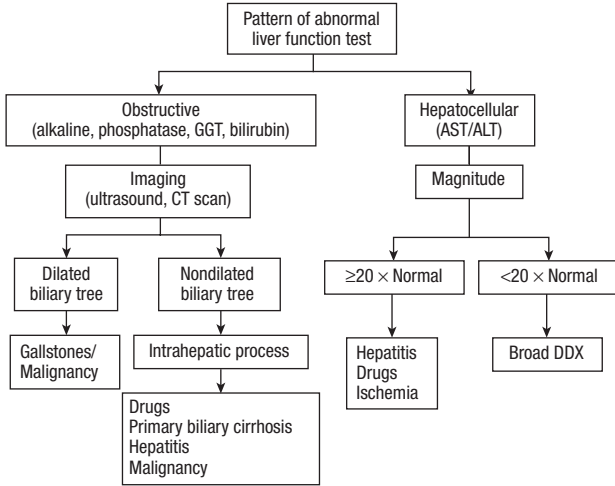 Pattern of abnormal
liver function test
Obstructive
(alkaline, phosphatase, GGT, bilirubin)
Hepatocellular
(AST/ALT)
Imaging
(ultrasound, CT scan)
Magnitude
Dilated
biliary tree
Nondilated
biliary tree
≥20 × Normal
<20 × Normal
Gallstones/
Malignancy
Intrahepatic process
Hepatitis
Drugs
Ischemia
Broad DDX
Drugs
Primary biliary cirrhosis
Hepatitis
Malignancy